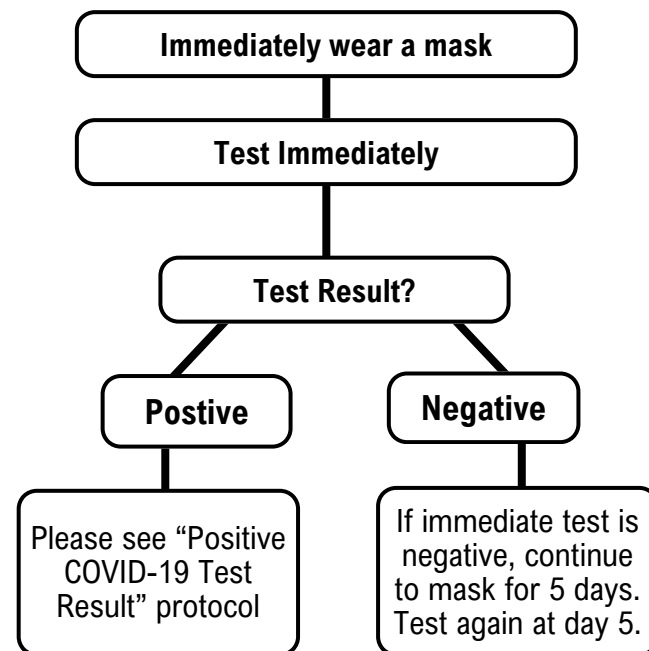 Immediately wear a mask
Test Immediately
Test Result?
Postive
Negative
Please see “Positive
COVID-19 Test
Result” protocol
If immediate test is
negative, continue
to mask for 5 days.
Test again at day 5.